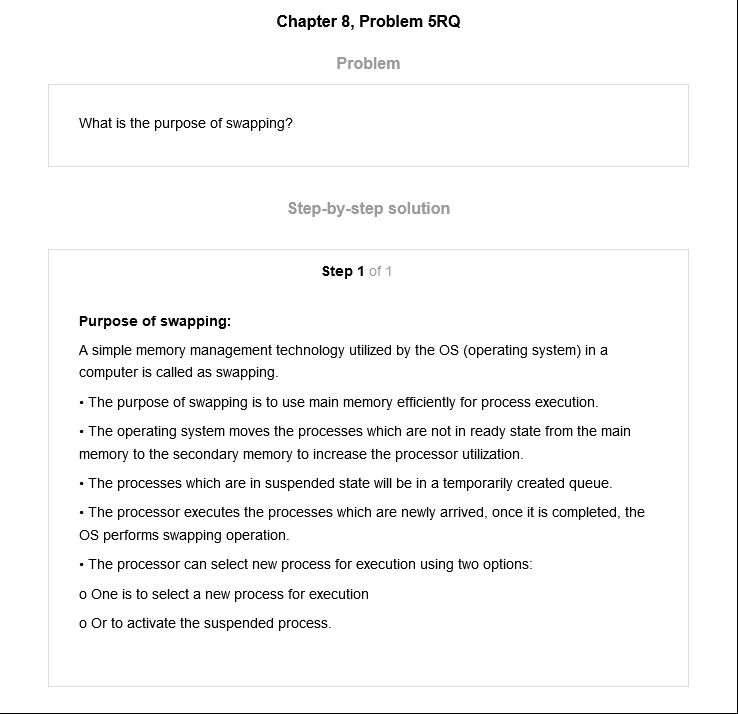 Chapter 8, Problem 5RQ
Problem
What is the purpose of swapping?
Step-by-step solution
Step 1 of 1
Purpose of swapping:
A simple memory management technology utilized by the OS (operating system) in a
computer is called as swapping.
• The purpose of swapping is to use main memory efficiently for process execution.
• The operating system moves the processes which are not in ready state from the main
memory to the secondary memory to increase the processor utilization.
• The processes which are in suspended state will be in a temporarily created queue.
• The processor executes the processes which are newly arrived, once it is completed, the
OS performs swapping operation.
• The processor can select new process for execution using two options:
o One is to select a new process for execution
o Or to activate the suspended process.